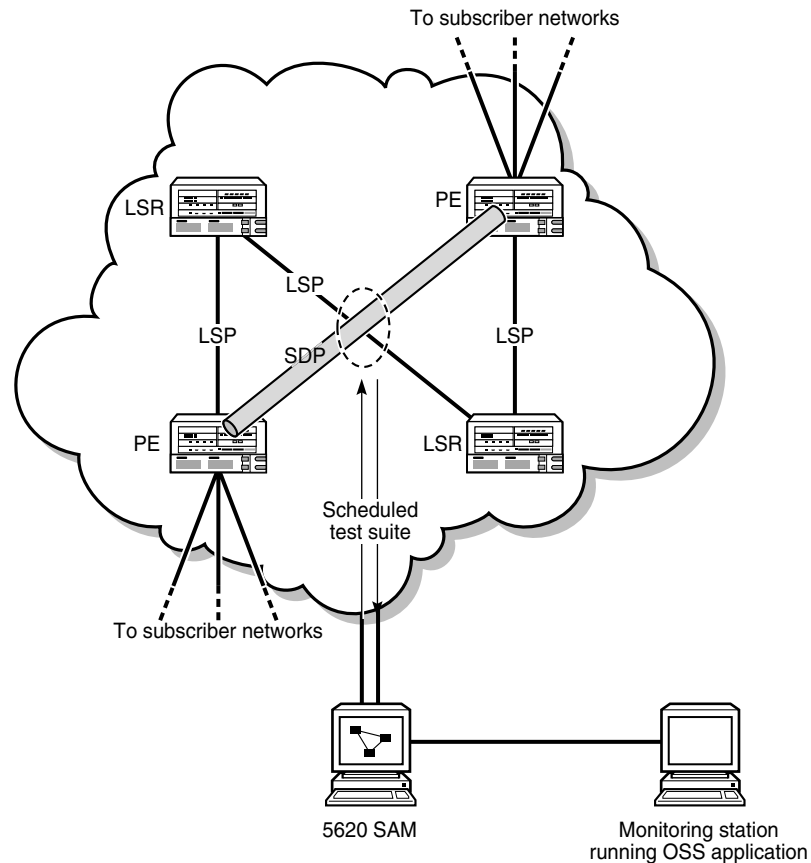 To subscriber networks
LSR
PE
LSP
LSP
LSP
SDP
PE
LSR
Scheduled
test suite
To subscriber networks
5620 SAM
Monitoring station
running OSS application